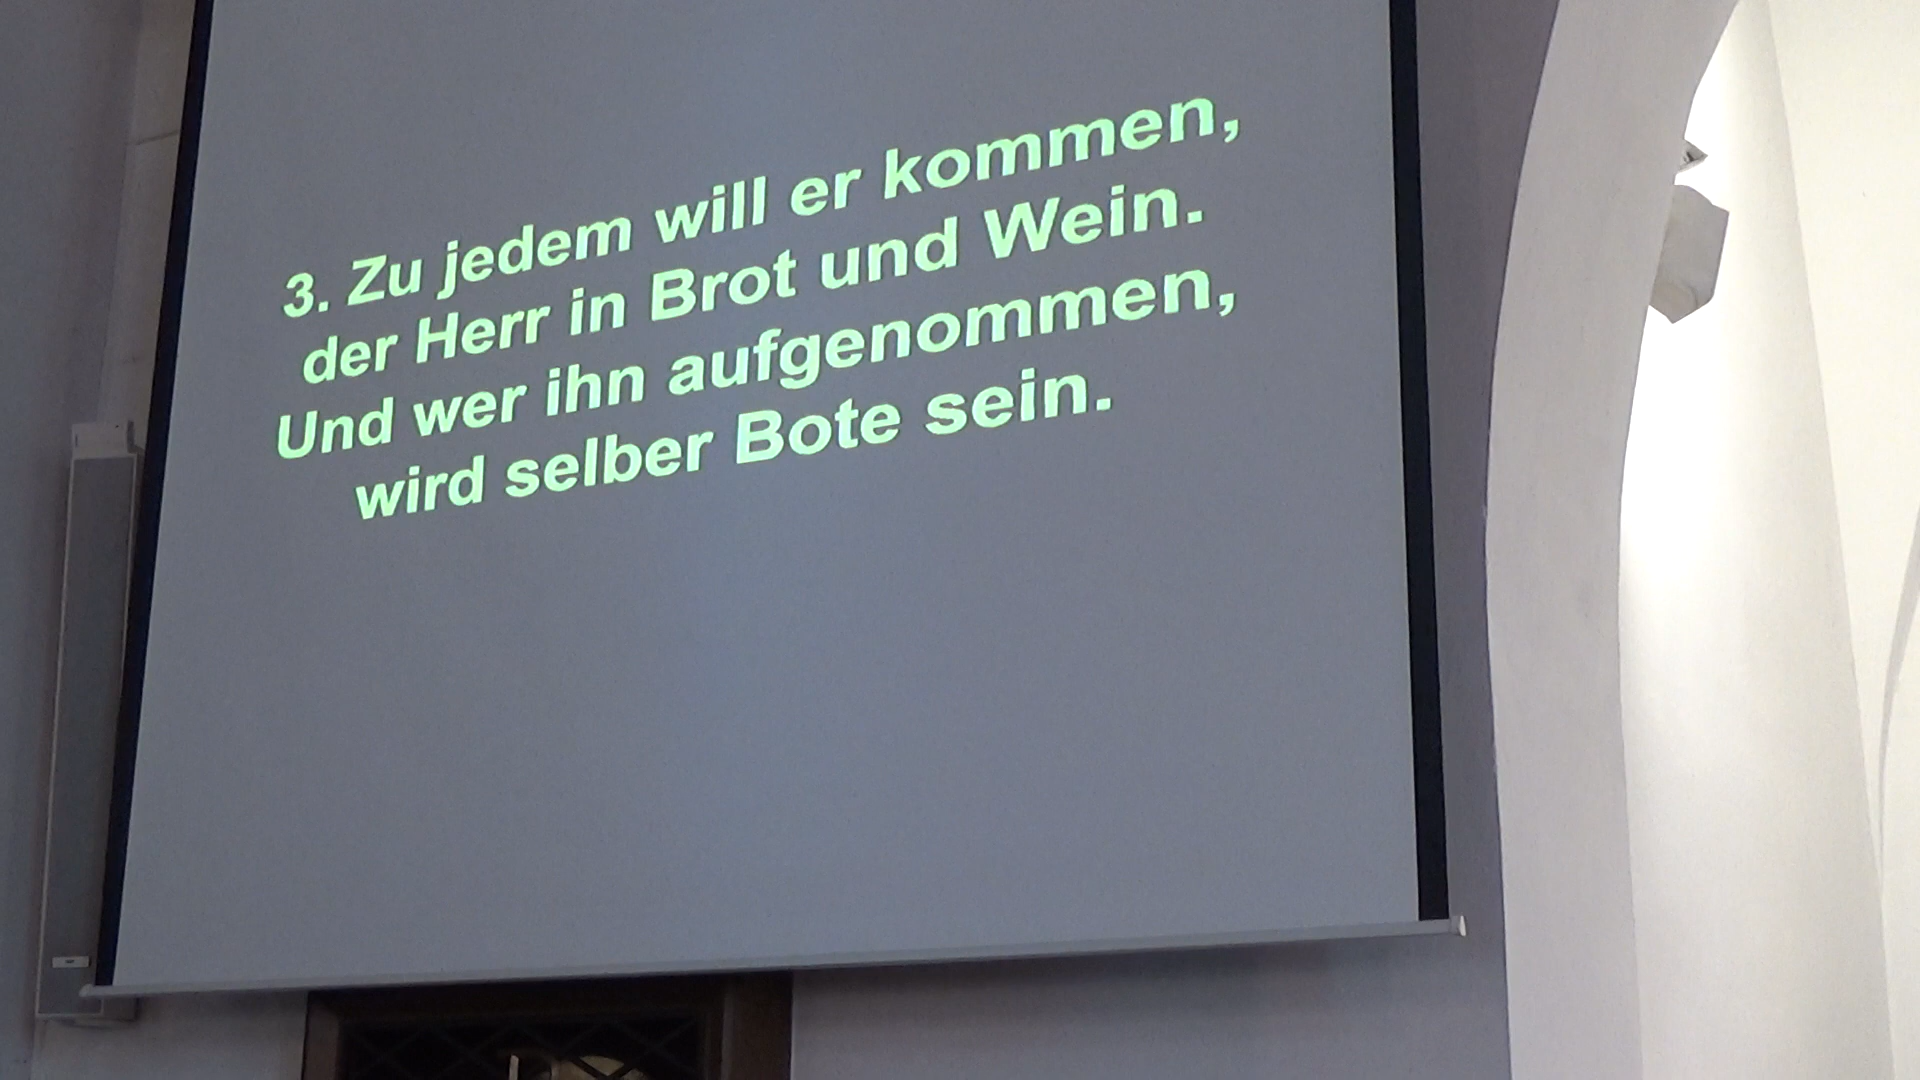 3. Zu jedem will er kommen,
der Herr in Brot und Wein.
Und wer ihn aufgenommen,
wird selber Bote sein.